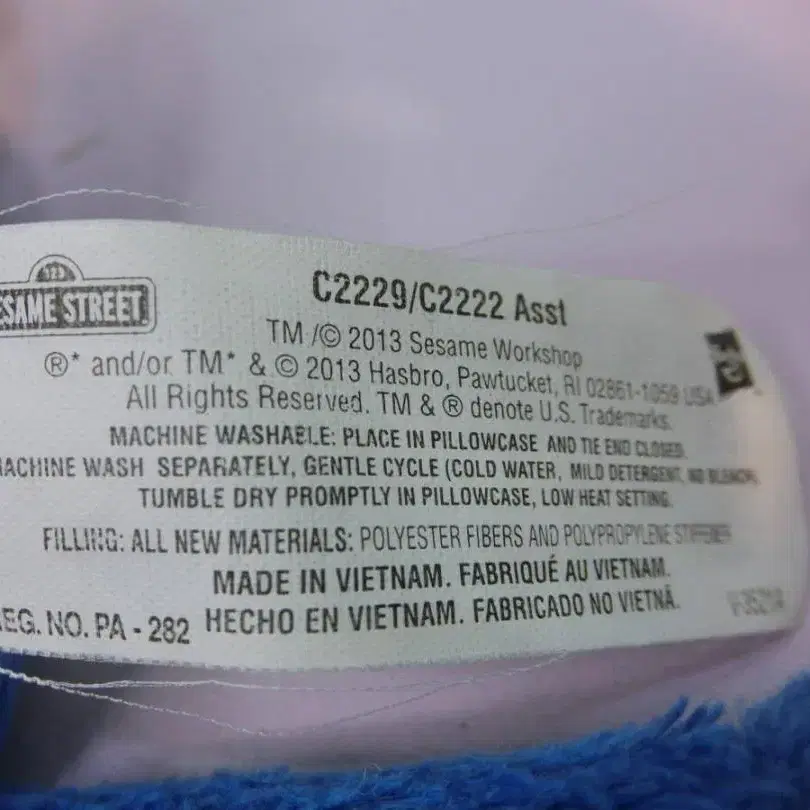 123
SESAME STREET
C2229/C2222 Asst
TM /© 2013 Sesame Workshop
®* and/or TM* & © 2013 Hasbro, Pawtucket, RI 02861-1059 USA
All Rights Reserved. TM & ® denote U.S. Trademarks.
MACHINE WASHABLE: PLACE IN PILLOWCASE AND TIE END CLOSED.
MACHINE WASH SEPARATELY, GENTLE CYCLE (COLD WATER, MILD DETERGENT, NO BLEACH).
TUMBLE DRY PROMPTLY IN PILLOWCASE, LOW HEAT SETTING.
FILLING: ALL NEW MATERIALS: POLYESTER FIBERS AND POLYPROPYLENE STIFFENER
MADE IN VIETNAM. FABRIQUÉ AU VIETNAM.
REG. NO. PA - 282 HECHO EN VIETNAM. FABRICADO NO VIETNÃ.